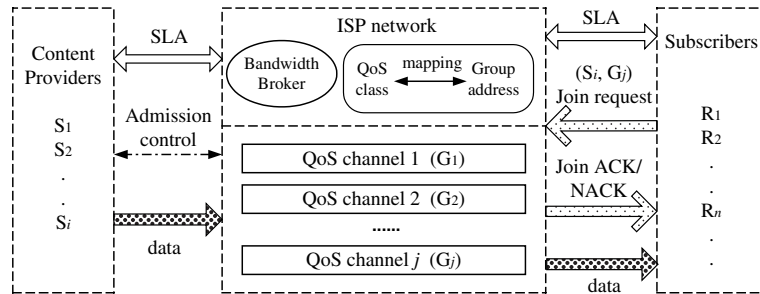 Content
Providers
S1
S2
.
.
Si
SLA
Admission
control
data
ISP network
Bandwidth
Broker
QoS
class
mapping
Group
address
QoS channel 1 (G1)
QoS channel 2 (G2)
......
QoS channel j (Gj)
SLA
(Si, Gj)
Join request
Join ACK/
NACK
data
Subscribers
R1
R2
.
.
Rn
.
.